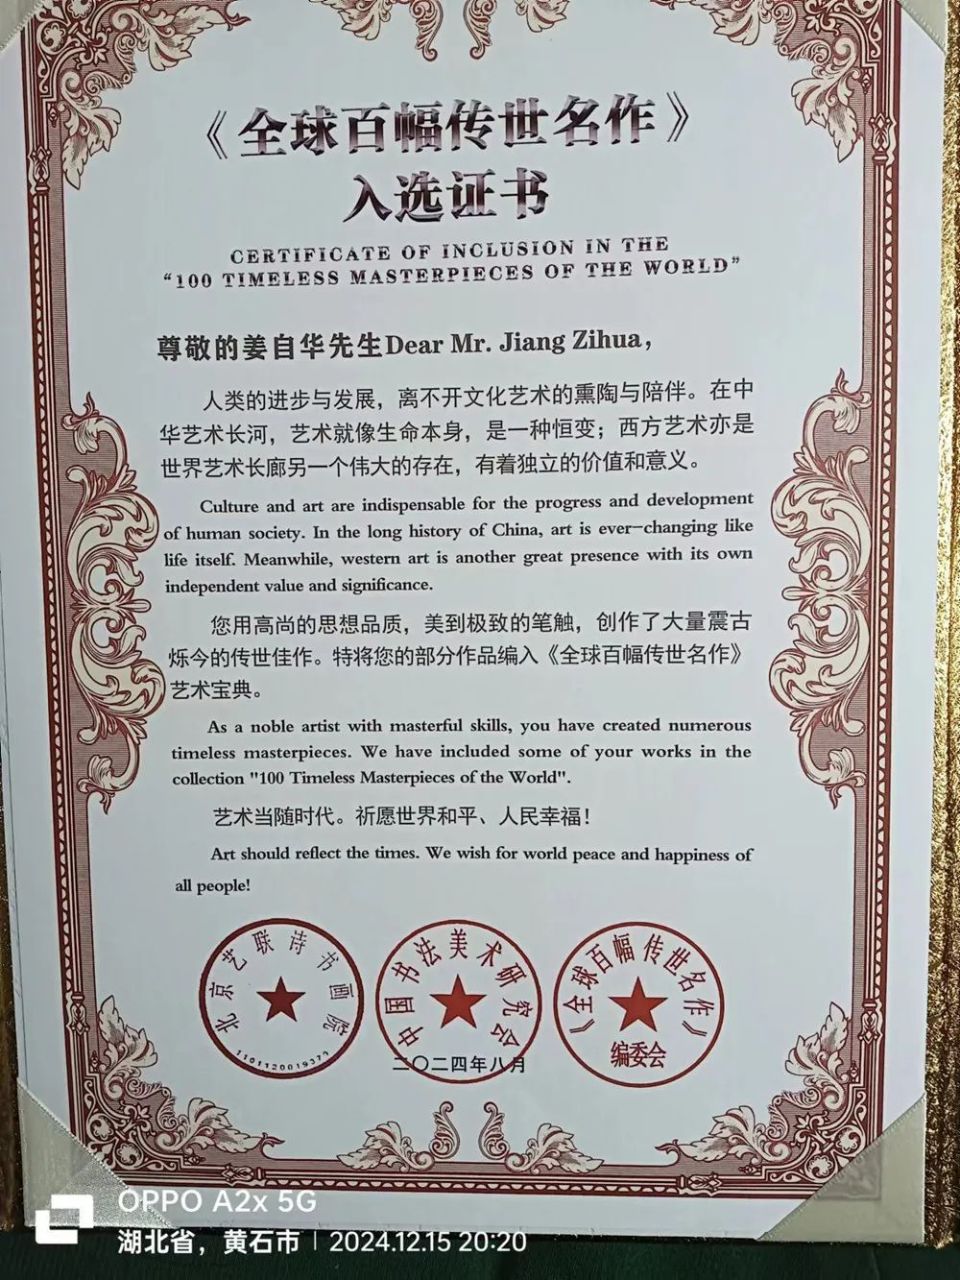 《全球百幅传世名作》
入选证书
CERTIFICATE OF INCLUSION IN THE
“100 TIMELESS MASTERPIECES OF THE WORLD”
尊敬的姜自华先生Dear Mr. Jiang Zihua，
人类的进步与发展，离不开文化艺术的熏陶与陪伴。在中
华艺术长河，艺术就像生命本身，是一种恒变；西方艺术亦是
世界艺术长廊另一个伟大的存在，有着独立的价值和意义。
Culture and art are indispensable for the progress and development
of human society. In the long history of China, art is ever-changing like
life itself. Meanwhile, western art is another great presence with its own
independent value and significance.
您用高尚的思想品质，美到极致的笔触，创作了大量震古
烁今的传世佳作。特将您的部分作品编入《全球百幅传世名作》
艺术宝典。
As a noble artist with masterful skills, you have created numerous
timeless masterpieces. We have included some of your works in the
collection "100 Timeless Masterpieces of the World".
艺术当随时代。祈愿世界和平、人民幸福！
Art should reflect the times. We wish for world peace and happiness of
all people!
北京艺联诗书画院
1101120019373
中国书法美术研究会
《全球百幅传世名作》
编委会
二〇二四年八月
OPPO A2x 5G
湖北省，黄石市 | 2024.12.15 20:20